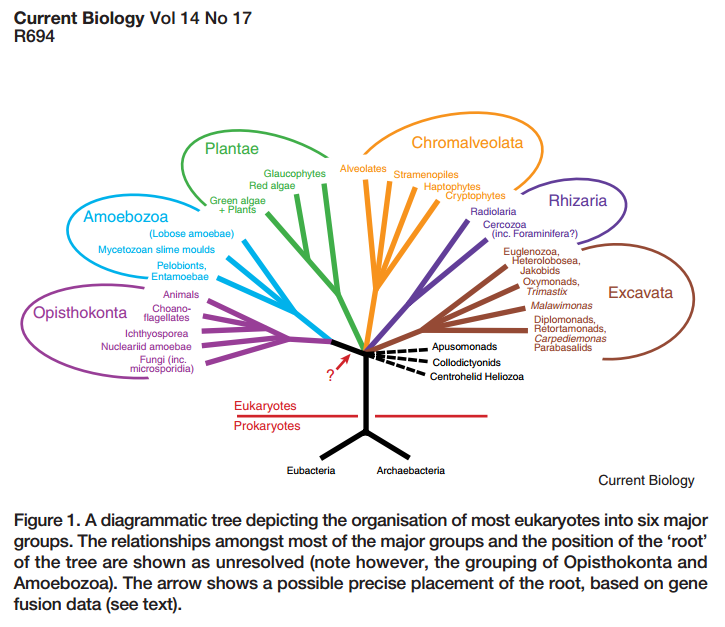 Current Biology Vol 14 No 17
R694
Plantae
Chromalveolata
Glaucophytes
Red algae
Green algae
+ Plants
Alveolates
Stramenopiles
Haptophytes
Cryptophytes
Amoebozoa
(Lobose amoebae)
Mycetozoan slime moulds
Pelobionts,
Entamoebae
Rhizaria
Radiolaria
Cercozoa
(inc. Foraminifera?)
Opisthokonta
Animals
Choano-
flagellates
Ichthyosporea
Nucleariid amoebae
Fungi (inc.
microsporidia)
Excavata
Euglenozoa,
Heterolobosea,
Jakobids
Oxymonads,
Trimastix
Malawimonas
Diplomonads,
Retortamonads,
Carpediemonas
Parabasalids
Apusomonads
Collodictyonids
Centrohelid Heliozoa
?
Eukaryotes
Prokaryotes
Eubacteria
Archaebacteria
Current Biology
Figure 1. A diagrammatic tree depicting the organisation of most eukaryotes into six major
groups. The relationships amongst most of the major groups and the position of the ‘root’
of the tree are shown as unresolved (note however, the grouping of Opisthokonta and
Amoebozoa). The arrow shows a possible precise placement of the root, based on gene
fusion data (see text).